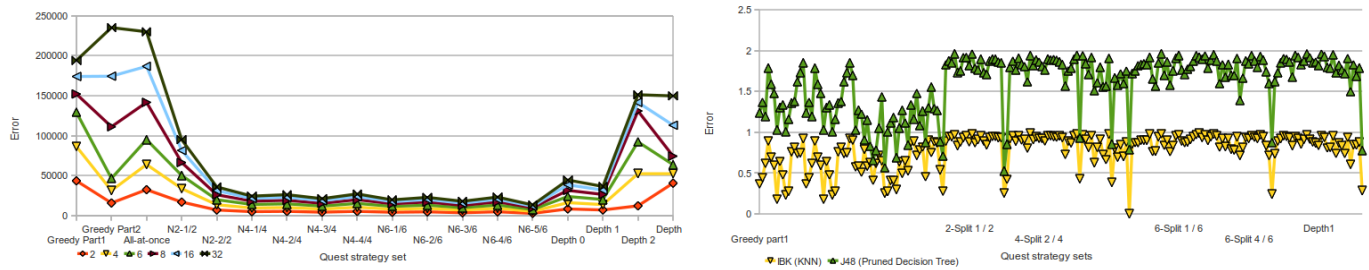 250000
200000
150000
100000
50000
0
Error
Greedy Part2 N2-1/2 N4-1/4 N4-3/4 N6-1/6 N6-3/6 N6-5/6 Depth 1 Depth
Greedy Part1 All-at-once N2-2/2 N4-2/4 N4-4/4 N6-2/6 N6-4/6 Depth 0 Depth 2
2 4 6 8 16 32
Quest strategy set
2.5
2
1.5
1
0.5
0
Error
2-Split 1 / 2 6-Split 1 / 6 Depth1
Greedy part1 4-Split 2 / 4 6-Split 4 / 6
Quest strategy sets
IBK (KNN) J48 (Pruned Decision Tree)